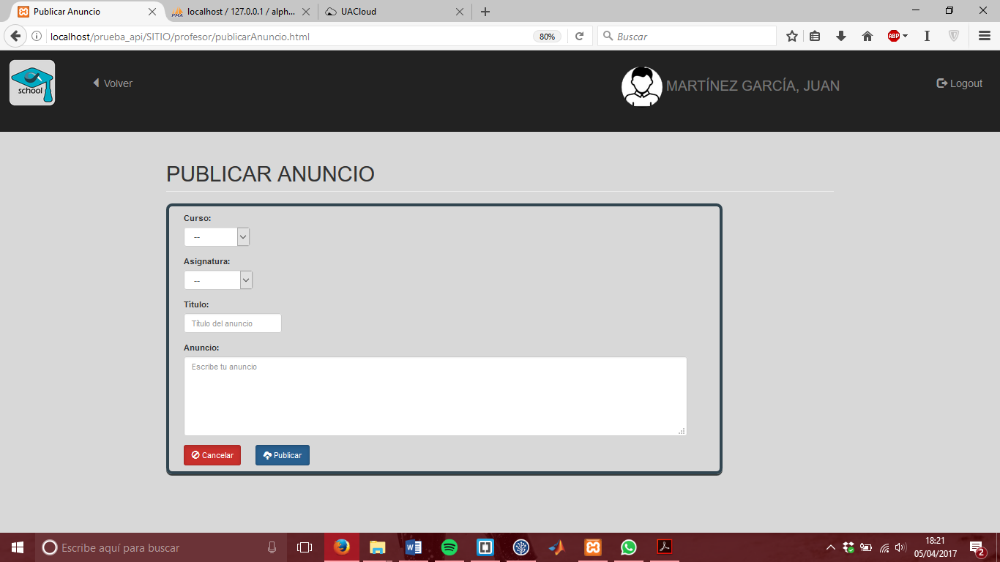 Publicar Anuncio
localhost / 127.0.0.1 / alph...
UACloud
localhost/prueba_api/SITIO/profesor/publicarAnuncio.html
80%
Buscar
ABP
school
Volver
MARTÍNEZ GARCÍA, JUAN
Logout
PUBLICAR ANUNCIO
Curso:
--
Asignatura:
--
Título:
Título del anuncio
Anuncio:
Escribe tu anuncio
Cancelar
Publicar
Escribe aquí para buscar
18:21
05/04/2017
2